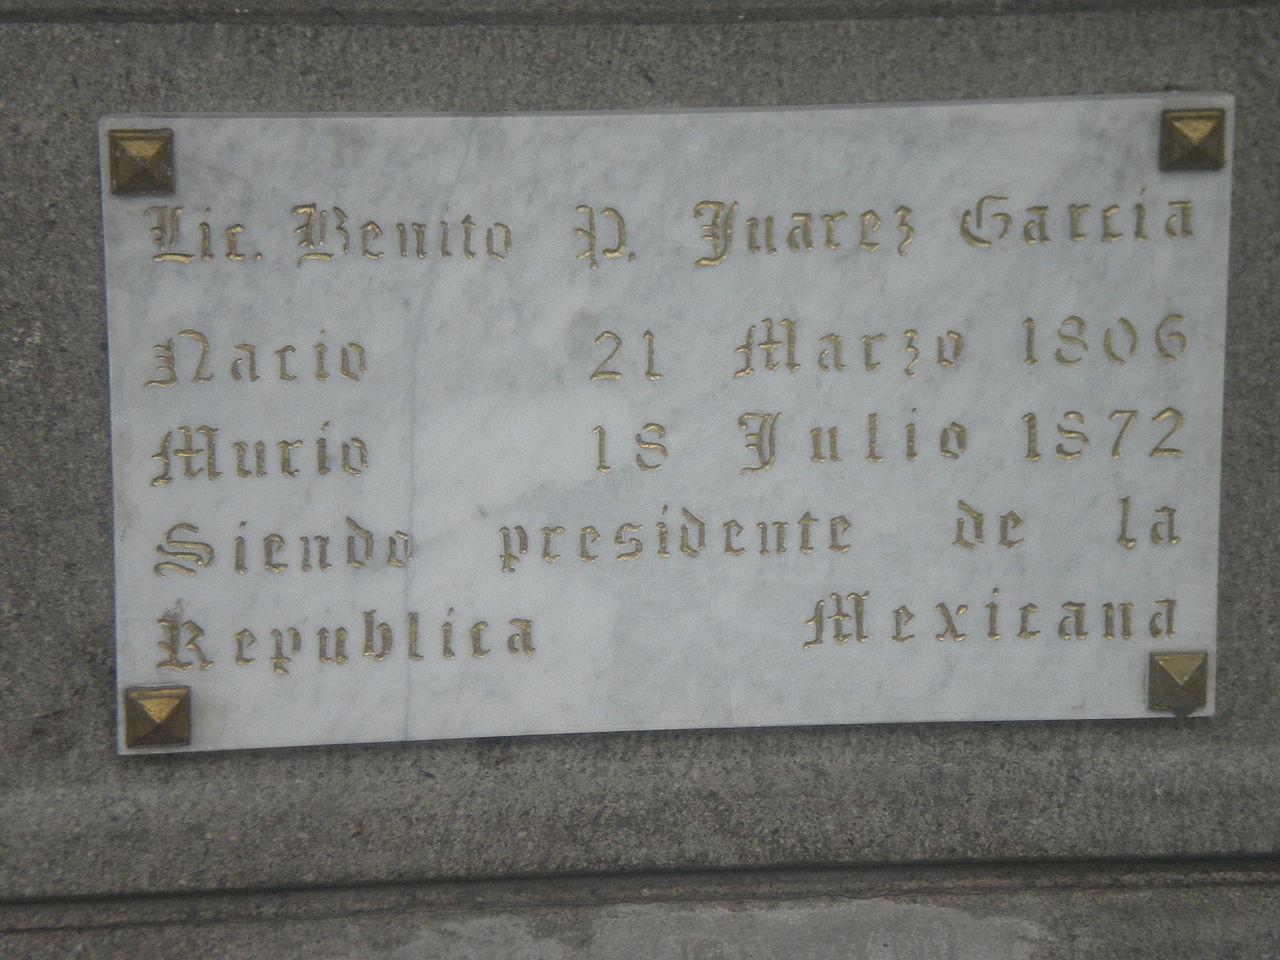 Lic. Benito P. Juarez Garcia
Nacio 21 Marzo 1806
Murio 18 Julio 1872
Siendo presidente de la
Republica Mexicana